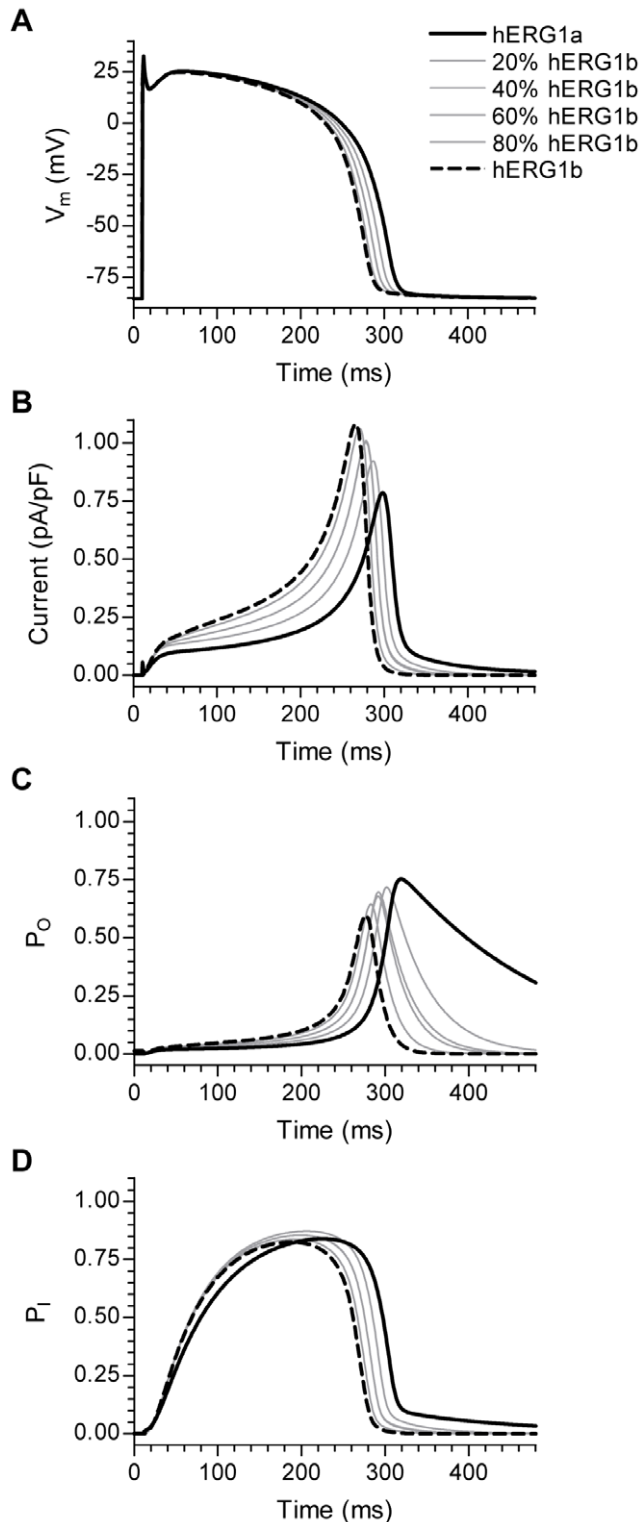 A
hERG1a
20% hERG1b
40% hERG1b
60% hERG1b
80% hERG1b
hERG1b
25
0
-25
-50
-75
Vm (mV)
0 100 200 300 400
Time (ms)
B
1.00
0.75
0.50
0.25
0.00
Current (pA/pF)
0 100 200 300 400
Time (ms)
C
1.00
0.75
0.50
0.25
0.00
PO
0 100 200 300 400
Time (ms)
D
1.00
0.75
0.50
0.25
0.00
PI
0 100 200 300 400
Time (ms)